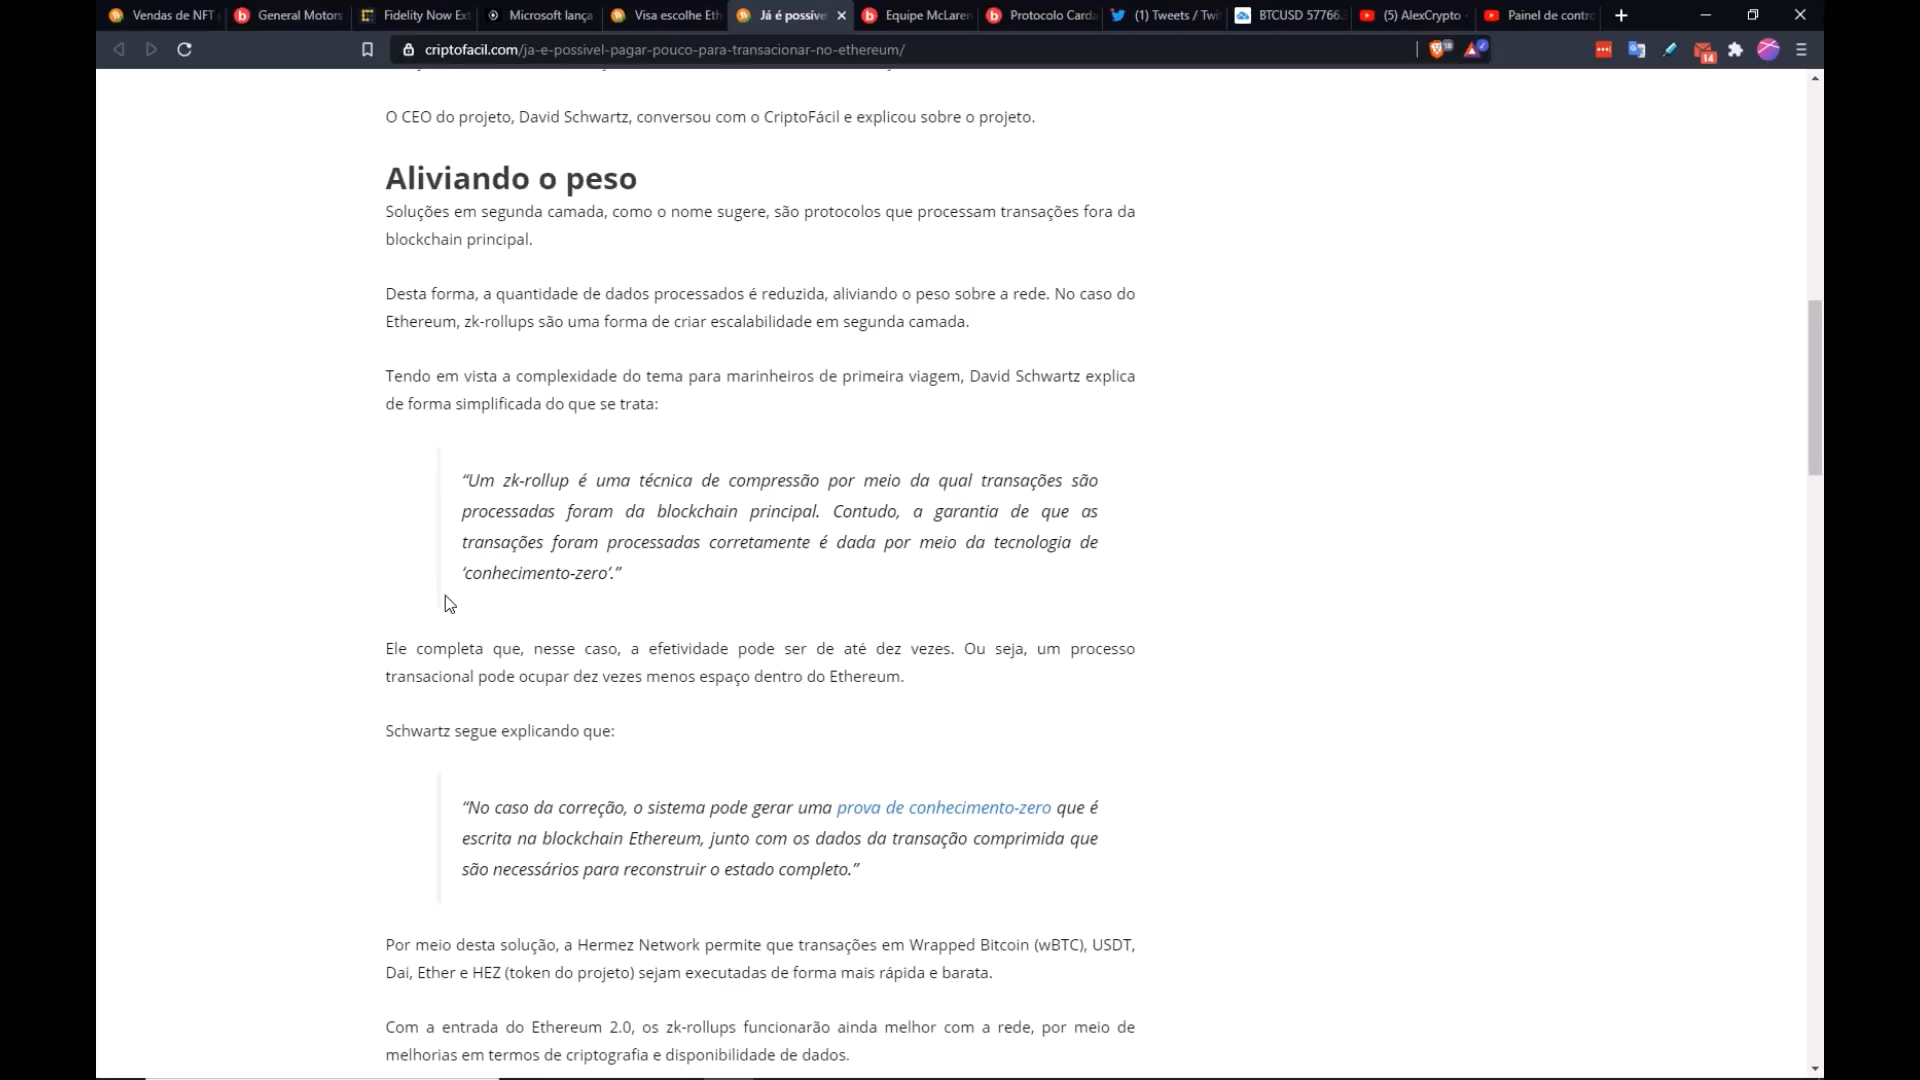 Vendas de NFT
General Motors
Fidelity Now Ext
Microsoft lança
Visa escolhe Eth
Já é possíve
Equipe McLaren
Protocolo Carda
(1) Tweets / Twi
BTCUSD 57766.
(5) AlexCrypto
Painel de contro
criptofacil.com/ja-e-possivel-pagar-pouco-para-transacionar-no-ethereum/
18
14
O CEO do projeto, David Schwartz, conversou com o CriptoFácil e explicou sobre o projeto.
Aliviando o peso
Soluções em segunda camada, como o nome sugere, são protocolos que processam transações fora da
blockchain principal.
Desta forma, a quantidade de dados processados é reduzida, aliviando o peso sobre a rede. No caso do
Ethereum, zk-rollups são uma forma de criar escalabilidade em segunda camada.
Tendo em vista a complexidade do tema para marinheiros de primeira viagem, David Schwartz explica
de forma simplificada do que se trata:
“Um zk-rollup é uma técnica de compressão por meio da qual transações são
processadas foram da blockchain principal. Contudo, a garantia de que as
transações foram processadas corretamente é dada por meio da tecnologia de
‘conhecimento-zero’.”
Ele completa que, nesse caso, a efetividade pode ser de até dez vezes. Ou seja, um processo
transacional pode ocupar dez vezes menos espaço dentro do Ethereum.
Schwartz segue explicando que:
“No caso da correção, o sistema pode gerar uma prova de conhecimento-zero que é
escrita na blockchain Ethereum, junto com os dados da transação comprimida que
são necessários para reconstruir o estado completo.”
Por meio desta solução, a Hermez Network permite que transações em Wrapped Bitcoin (wBTC), USDT,
Dai, Ether e HEZ (token do projeto) sejam executadas de forma mais rápida e barata.
Com a entrada do Ethereum 2.0, os zk-rollups funcionarão ainda melhor com a rede, por meio de
melhorias em termos de criptografia e disponibilidade de dados.